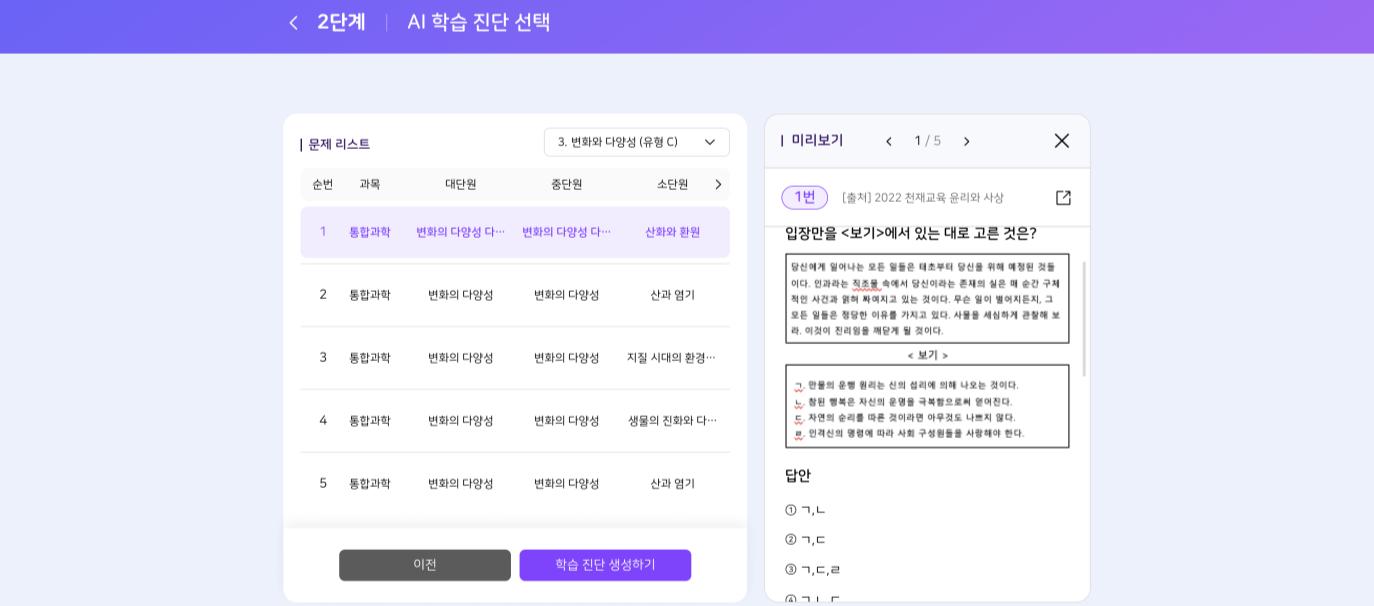 2단계
AI 학습 진단 선택
문제 리스트
3. 변화와 다양성 (유형 C)
순번 과목 대단원 중단원 소단원
1 통합과학 변화의 다양성 다··· 변화의 다양성 다··· 산화와 환원
2 통합과학 변화의 다양성 변화의 다양성 산과 염기
3 통합과학 변화의 다양성 변화의 다양성 지질 시대의 환경···
4 통합과학 변화의 다양성 변화의 다양성 생물의 진화와 다···
5 통합과학 변화의 다양성 변화의 다양성 산과 염기
이전
학습 진단 생성하기
미리보기
1 / 5
1번
[출처] 2022 천재교육 윤리와 사상
입장만을 <보기>에서 있는 대로 고른 것은?
당신에게 일어나는 모든 일들은 태초부터 당신을 위해 예정된 것들
이다. 인과라는 직조물 속에서 당신이라는 존재의 실은 매 순간 구체
적인 사건과 얽혀 짜여지고 있는 것이다. 무슨 일이 벌어지든지, 그
모든 일들은 정당한 이유를 가지고 있다. 사물을 세심하게 관찰해 보
라. 이것이 진리임을 깨닫게 될 것이다.
< 보기 >
ㄱ. 만물의 운행 원리는 신의 섭리에 의해 나오는 것이다.
ㄴ. 참된 행복은 자신의 운명을 극복함으로써 얻어진다.
ㄷ. 자연의 순리를 따른 것이라면 아무것도 나쁘지 않다.
ㄹ. 인격신의 명령에 따라 사회 구성원들을 사랑해야 한다.
답안
① ㄱ,ㄴ
② ㄱ,ㄷ
③ ㄱ,ㄷ,ㄹ